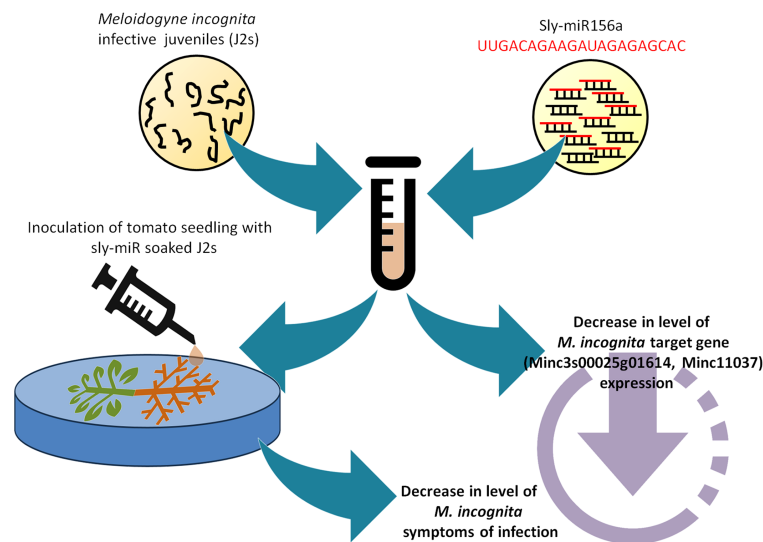 Meloidogyne incognita
infective juveniles (J2s)
Sly-miR156a
UUGACAGAAGAUAGAGAGCAC
Inoculation of tomato seedling with
sly-miR soaked J2s
Decrease in level of
M. incognita target gene
(Minc3s00025g01614, Minc11037)
expression
Decrease in level of
M. incognita
symptoms of infection